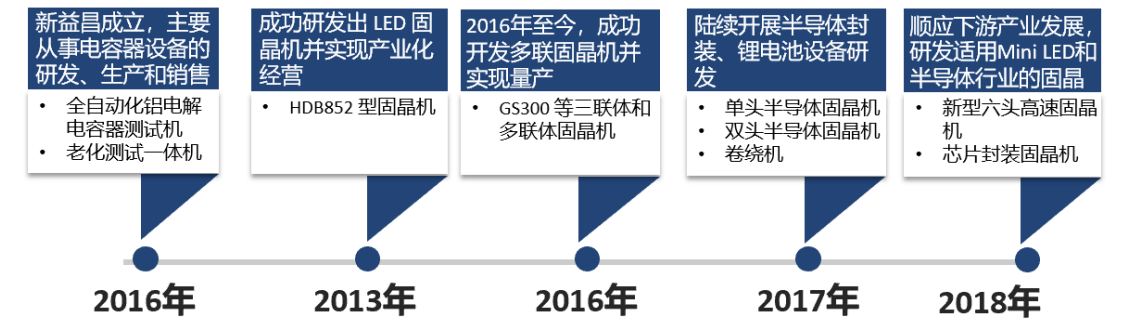 新益昌成立，主要
从事电容器设备的
研发、生产和销售
• 全自动化铝电解
电容器测试机
• 老化测试一体机
2016年
成功研发出 LED 固
晶机并实现产业化
经营
• HDB852 型固晶机
2013年
2016年至今，成功
开发多联固晶机并
实现量产
• GS300 等三联体和
多联体固晶机
2016年
陆续开展半导体封
装、锂电池设备研
发
• 单头半导体固晶机
• 双头半导体固晶机
• 卷绕机
2017年
顺应下游产业发展，
研发适用Mini LED和
半导体行业的固晶
• 新型六头高速固晶
机
• 芯片封装固晶机
2018年